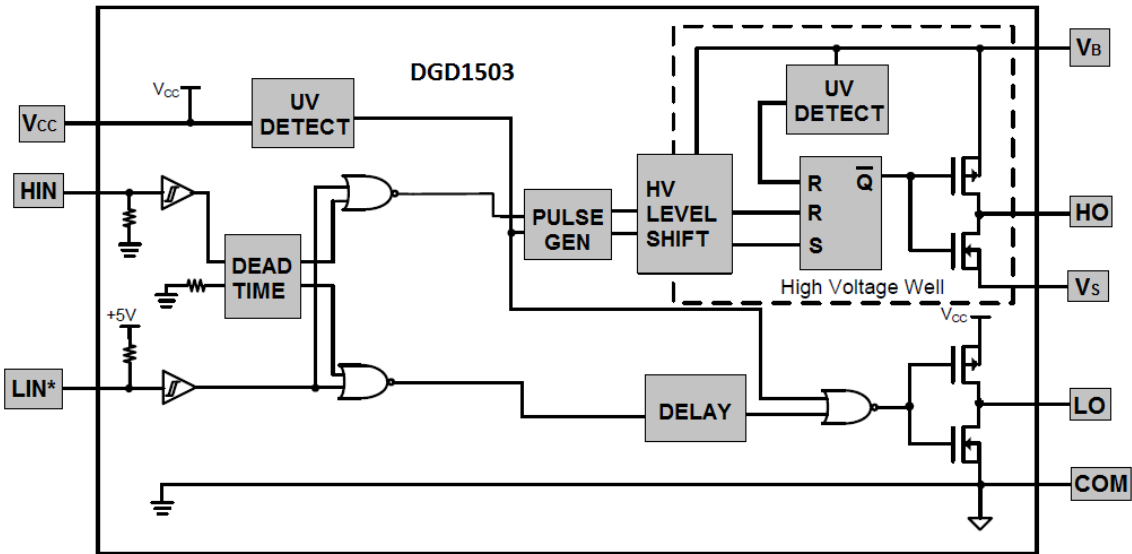 DGD1503
VB
VCC
UV
DETECT
UV
DETECT
VCC
HIN
R
Q
HV
LEVEL
SHIFT
R
S
PULSE
GEN
HO
DEAD
TIME
High Voltage Well
VS
+5V
VCC
LIN*
DELAY
LO
COM